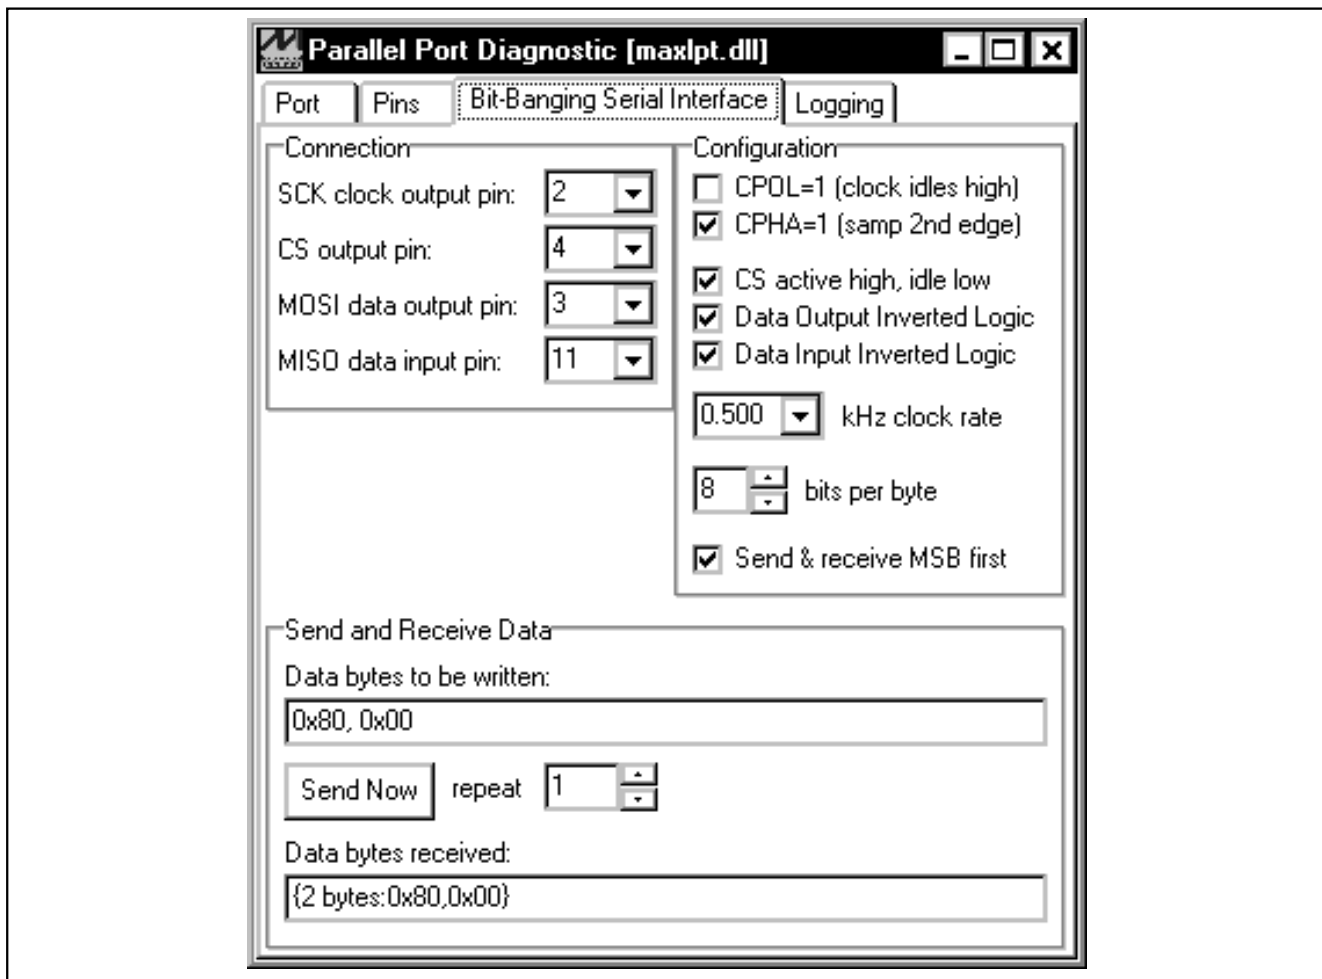 Parallel Port Diagnostic [maxlpt.dll]
Port Pins Bit-Banging Serial Interface Logging
Connection
SCK clock output pin: 2
CS output pin: 4
MOSI data output pin: 3
MISO data input pin: 11
Configuration
CPOL=1 (clock idles high)
CPHA=1 (samp 2nd edge)
CS active high, idle low
Data Output Inverted Logic
Data Input Inverted Logic
0.500 kHz clock rate
8 bits per byte
Send & receive MSB first
Send and Receive Data
Data bytes to be written:
0x80, 0x00
Send Now repeat 1
Data bytes received:
{2 bytes:0x80,0x00}